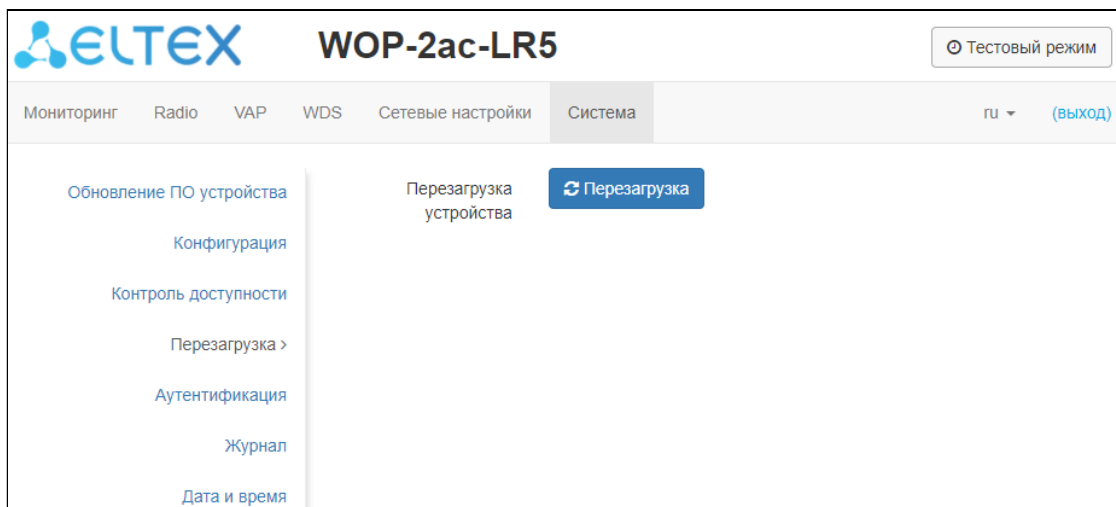 ELTEX WOP-2ac-LR5 Тестовый режим
Мониторинг Radio VAP WDS Сетевые настройки Система ru (выход)
Обновление ПО устройства
Конфигурация
Контроль доступности
Перезагрузка >
Аутентификация
Журнал
Дата и время
Перезагрузка
устройства
Перезагрузка